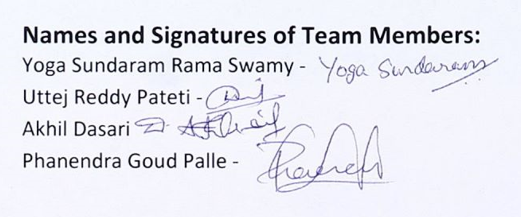 Names and Signatures of Team Members:
Yoga Sundaram Rama Swamy - Yoga Sundaram
Uttej Reddy Pateti -
Akhil Dasari
Phanendra Goud Palle -